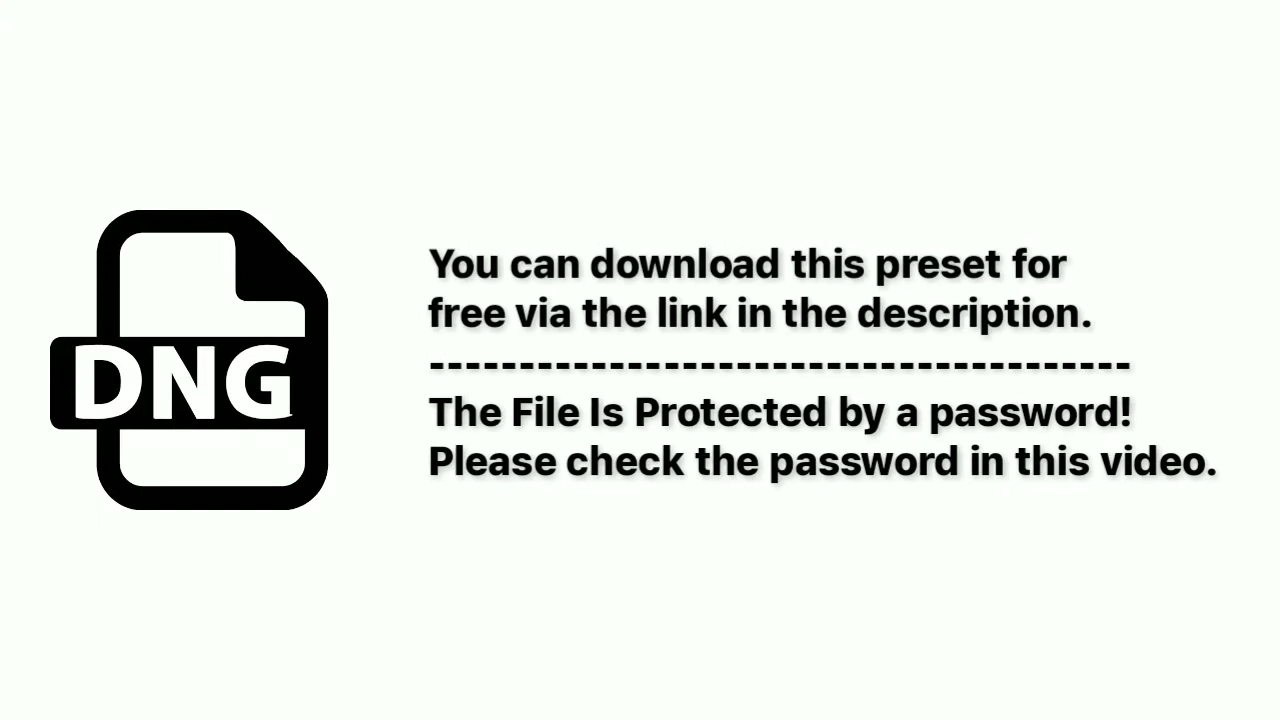 DNG
You can download this preset for
free via the link in the description.
---------------------------------------
The File Is Protected by a password!
Please check the password in this video.